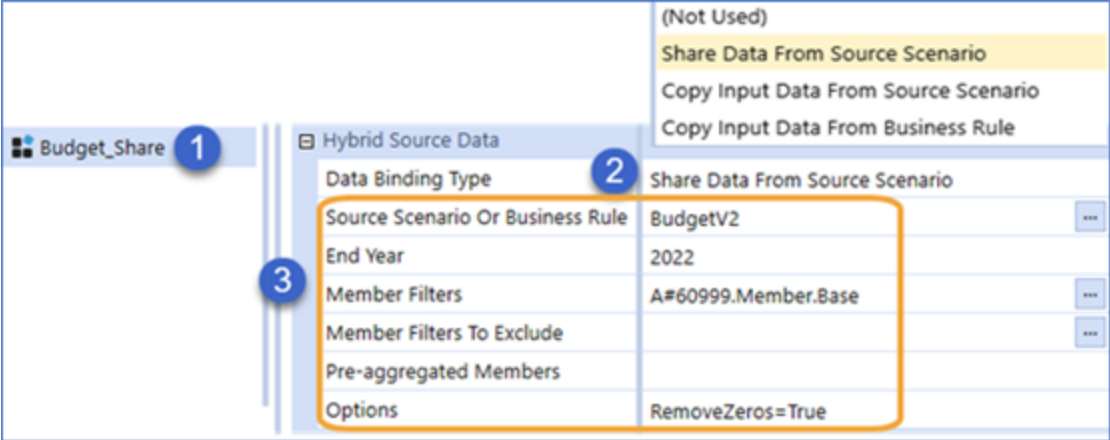 (Not Used)
Share Data From Source Scenario
Copy Input Data From Source Scenario
Copy Input Data From Business Rule
Budget_Share 1
Hybrid Source Data
Data Binding Type 2 Share Data From Source Scenario
3
Source Scenario Or Business Rule BudgetV2 ...
End Year 2022
Member Filters A#60999.Member.Base ...
Member Filters To Exclude ...
Pre-aggregated Members
Options RemoveZeros=True